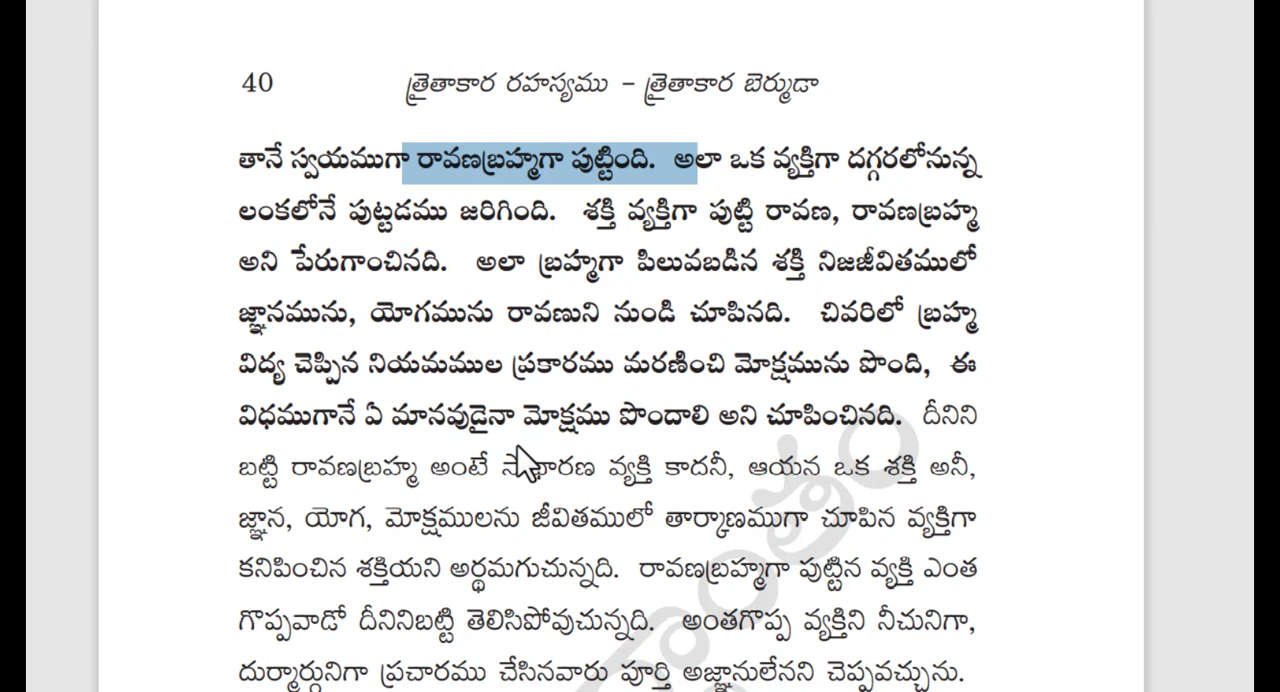 40 త్రైతాకార రహస్యము – త్రైతాకార బెర్ముడా
తానే స్వయముగా రావణబ్రహ్మగా పుట్టింది. అలా ఒక వ్యక్తిగా దగ్గరలోనున్న
లంకలోనే పుట్టడము జరిగింది. శక్తి వ్యక్తిగా పుట్టి రావణ, రావణబ్రహ్మ
అని పేరుగాంచినది. అలా బ్రహ్మగా పిలువబడిన శక్తి నిజజీవితములో
జ్ఞానమును, యోగమును రావణుని నుండి చూపినది. చివరిలో బ్రహ్మ
విద్య చెప్పిన నియమముల ప్రకారము మరణించి మోక్షమును పొంది, ఈ
విధముగానే ఏ మానవుడైనా మోక్షము పొందాలి అని చూపించినది. దీనిని
బట్టి రావణబ్రహ్మ అంటే సాధారణ వ్యక్తి కాదనీ, ఆయన ఒక శక్తి అనీ,
జ్ఞాన, యోగ, మోక్షములను జీవితములో తార్కాణముగా చూపిన వ్యక్తిగా
కనిపించిన శక్తియని అర్థమగుచున్నది. రావణబ్రహ్మగా పుట్టిన వ్యక్తి ఎంత
గొప్పవాడో దీనినిబట్టి తెలిసిపోవుచున్నది. అంతగొప్ప వ్యక్తిని నీచునిగా,
దుర్మార్గునిగా ప్రచారము చేసినవారు పూర్తి అజ్ఞానులేనని చెప్పవచ్చును.